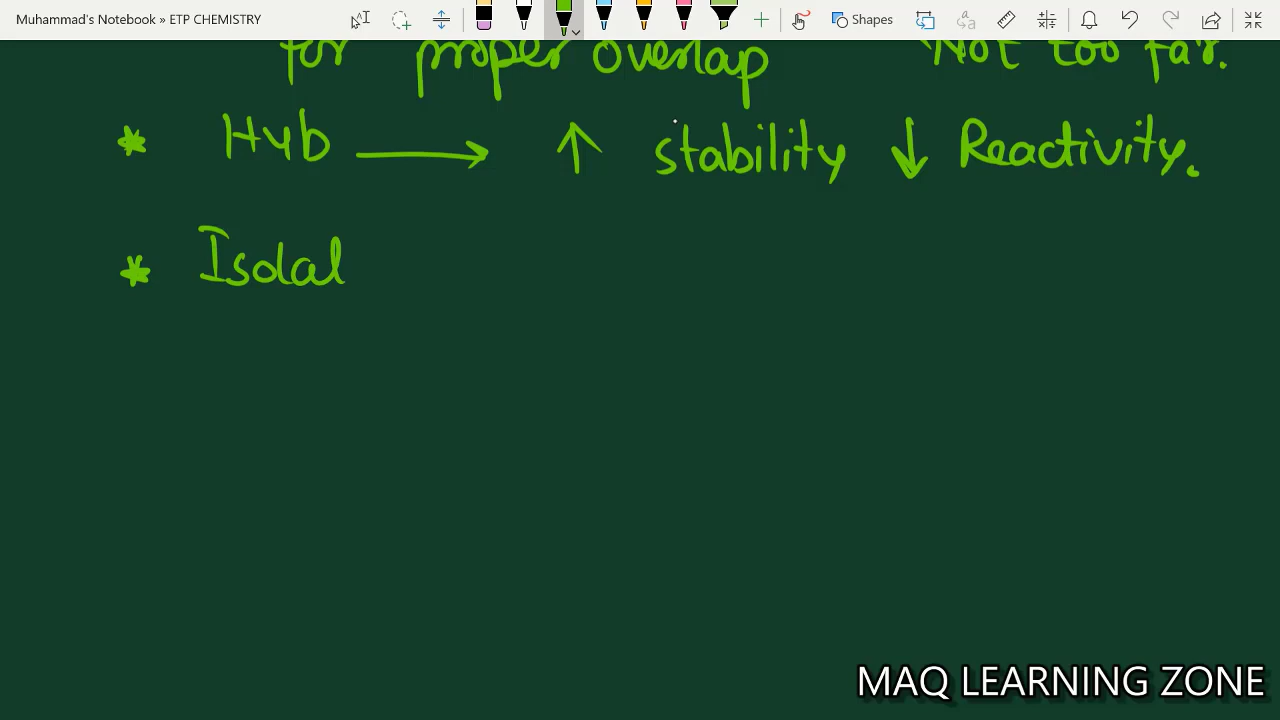 Muhammad's Notebook » ETP CHEMISTRY
Shapes
for proper overlap Not too far.
* Hyb → ↑ stability ↓ Reactivity.
* Isolal
MAQ LEARNING ZONE